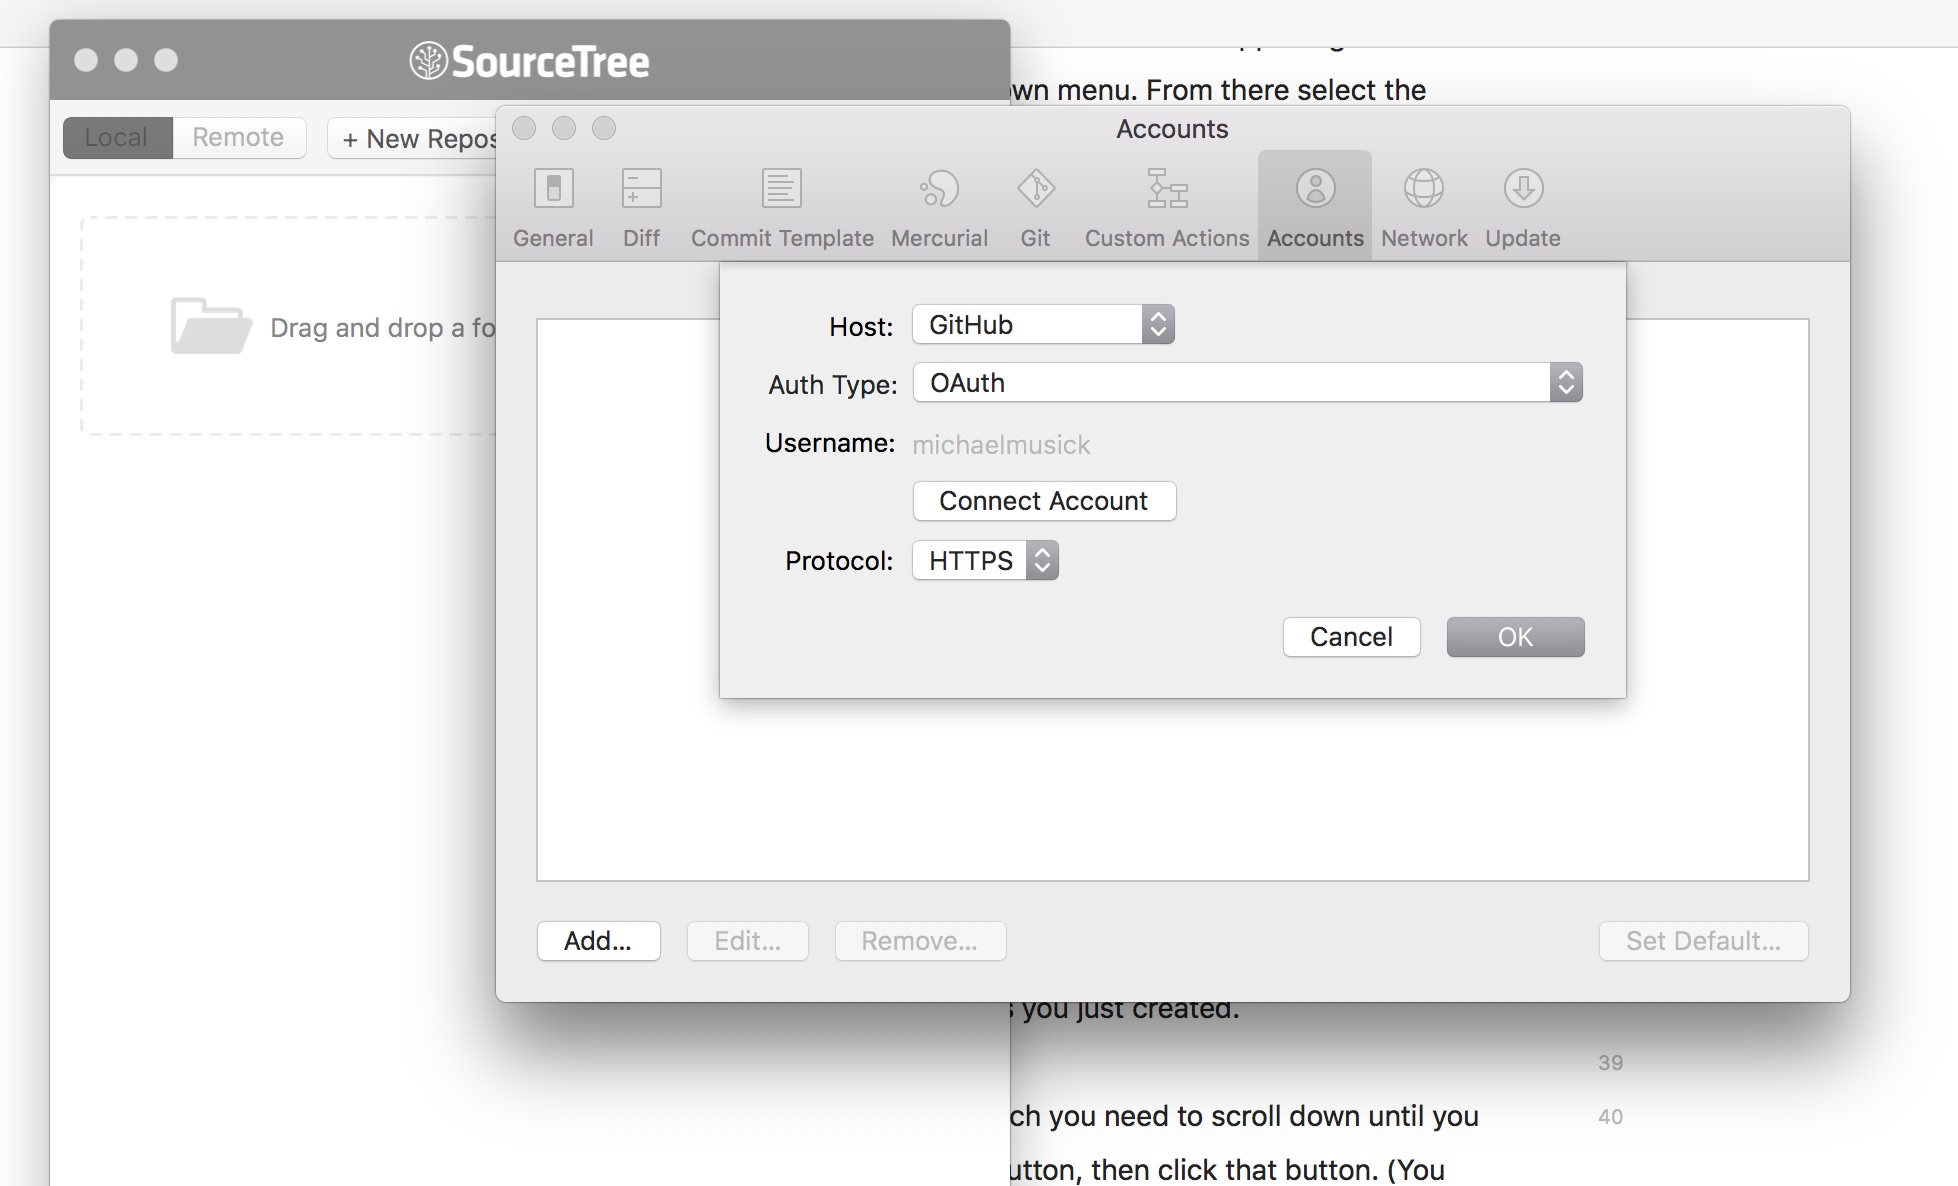 SourceTree
own menu. From there select the
Local
Remote
+ New Repos
Accounts
General
Diff
Commit Template
Mercurial
Git
Custom Actions
Accounts
Network
Update
Drag and drop a fo
Host: GitHub
Auth Type: OAuth
Username: michaelmusick
Connect Account
Protocol: HTTPS
Cancel
OK
Add...
Edit...
Remove...
Set Default...
s you just created.
39
ch you need to scroll down until you
40
utton, then click that button. (You